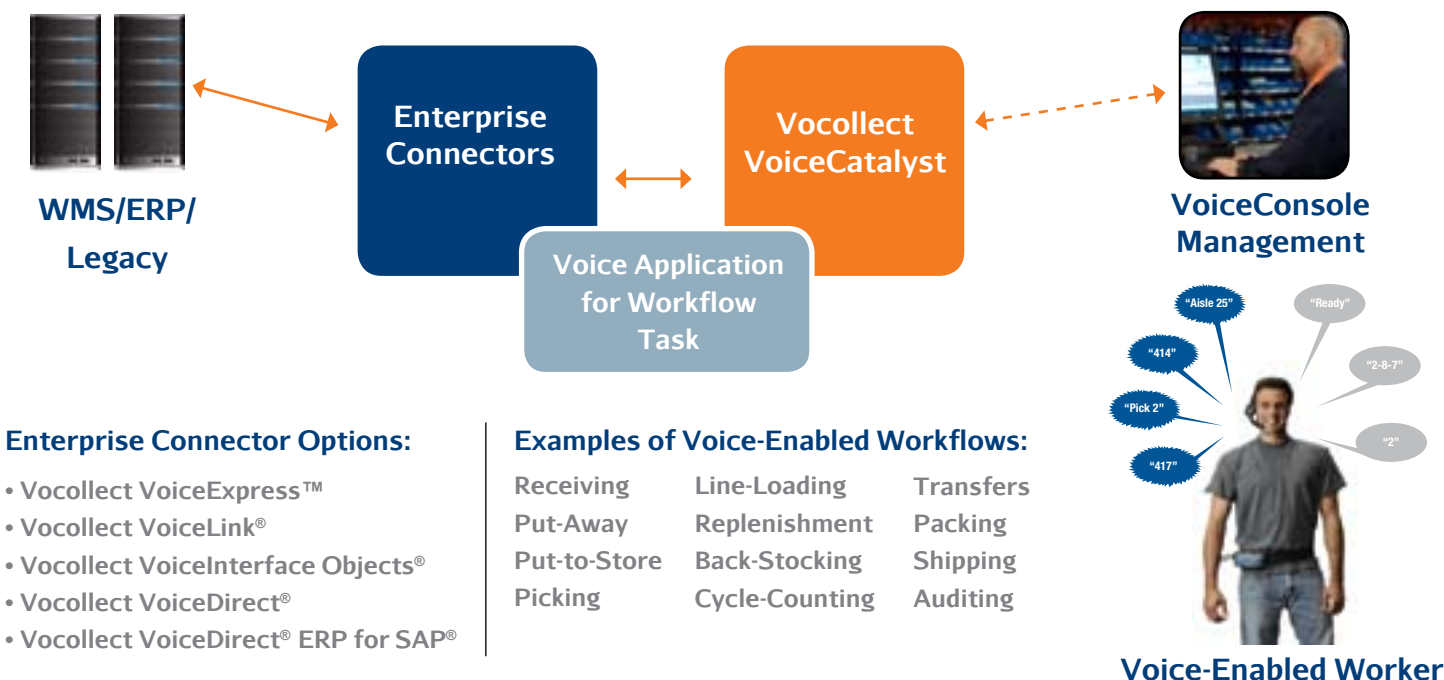 WMS/ERP/
Legacy
Enterprise
Connectors
Vocollect
VoiceCatalyst
Voice Application
for Workflow
Task
VoiceConsole
Management
“Aisle 25”
“Ready”
“414”
“2-8-7”
“Pick 2”
“2”
“417”
Voice-Enabled Worker
Enterprise Connector Options:
• Vocollect VoiceExpress™
• Vocollect VoiceLink®
• Vocollect VoiceInterface Objects®
• Vocollect VoiceDirect®
• Vocollect VoiceDirect® ERP for SAP®
Examples of Voice-Enabled Workflows:
Receiving
Put-Away
Put-to-Store
Picking
Line-Loading
Replenishment
Back-Stocking
Cycle-Counting
Transfers
Packing
Shipping
Auditing